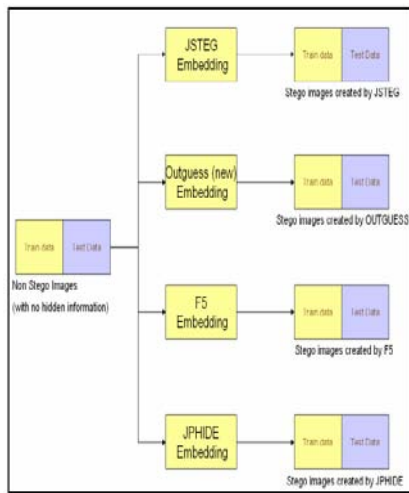 JSTEG
Embedding
Train data
Test Data
Stego images created by JSTEG
Outguess (new)
Embedding
Train data
Test Data
Stego images created by OUTGUESS
Train data
Test Data
Non Stego Images
(with no hidden information)
F5
Embedding
Train data
Test Data
Stego images created by F5
JPHIDE
Embedding
Train data
Test Data
Stego images created by JPHIDE